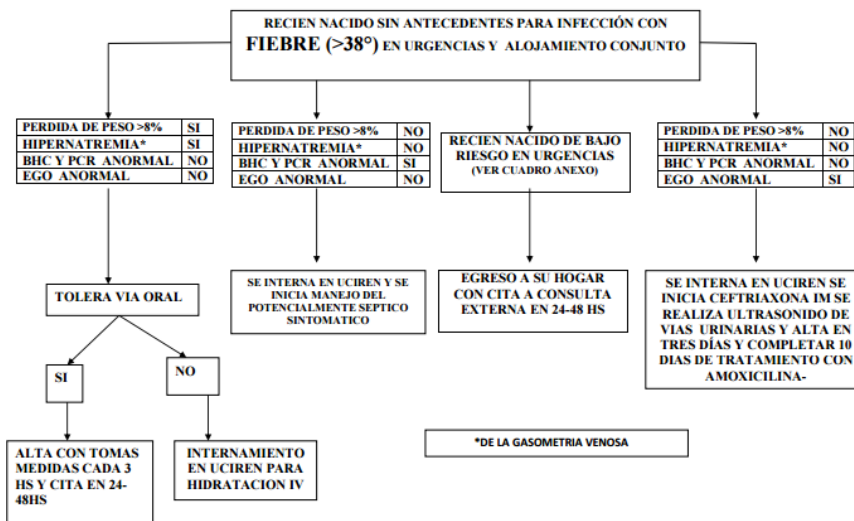 RECIEN NACIDO SIN ANTECEDENTES PARA INFECCIÓN CON
FIEBRE (>38°) EN URGENCIAS Y ALOJAMIENTO CONJUNTO
PERDIDA DE PESO >8% SI
HIPERNATREMIA* SI
BHC Y PCR ANORMAL NO
EGO ANORMAL NO
PERDIDA DE PESO >8% NO
HIPERNATREMIA* NO
BHC Y PCR ANORMAL SI
EGO ANORMAL NO
RECIEN NACIDO DE BAJO
RIESGO EN URGENCIAS
(VER CUADRO ANEXO)
PERDIDA DE PESO >8% NO
HIPERNATREMIA* NO
BHC Y PCR ANORMAL NO
EGO ANORMAL SI
TOLERA VIA ORAL
SE INTERNA EN UCIREN Y SE
INICIA MANEJO DEL
POTENCIALMENTE SEPTICO
SINTOMATICO
EGRESO A SU HOGAR
CON CITA A CONSULTA
EXTERNA EN 24-48 HS
SE INTERNA EN UCIREN SE
INICIA CEFTRIAXONA IM SE
REALIZA ULTRASONIDO DE
VIAS URINARIAS Y ALTA EN
TRES DÍAS Y COMPLETAR 10
DIAS DE TRATAMIENTO CON
AMOXICILINA-
SI
NO
ALTA CON TOMAS
MEDIDAS CADA 3
HS Y CITA EN 24-
48HS
INTERNAMIENTO
EN UCIREN PARA
HIDRATACION IV
*DE LA GASOMETRIA VENOSA